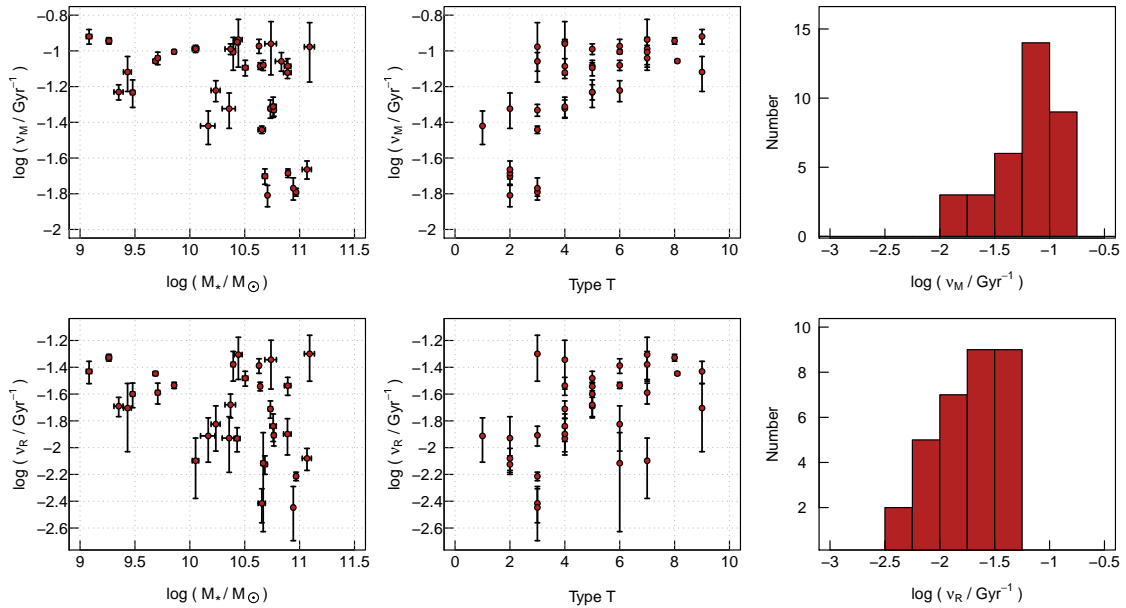 −0.8
−1
−1.2
−1.4
−1.6
−1.8
−2
log ( ν_M / Gyr⁻¹ )
9 9.5 10 10.5 11 11.5
log ( M_* / M_⊙ )
−0.8
−1
−1.2
−1.4
−1.6
−1.8
−2
log ( ν_M / Gyr⁻¹ )
0 2 4 6 8 10
Type T
15
10
5
0
Number
−3 −2.5 −2 −1.5 −1 −0.5
log ( ν_M / Gyr⁻¹ )
−1.2
−1.4
−1.6
−1.8
−2
−2.2
−2.4
−2.6
log ( ν_R / Gyr⁻¹ )
9 9.5 10 10.5 11 11.5
log ( M_* / M_⊙ )
−1.2
−1.4
−1.6
−1.8
−2
−2.2
−2.4
−2.6
log ( ν_R / Gyr⁻¹ )
0 2 4 6 8 10
Type T
10
8
6
4
2
Number
−3 −2.5 −2 −1.5 −1 −0.5
log ( ν_R / Gyr⁻¹ )